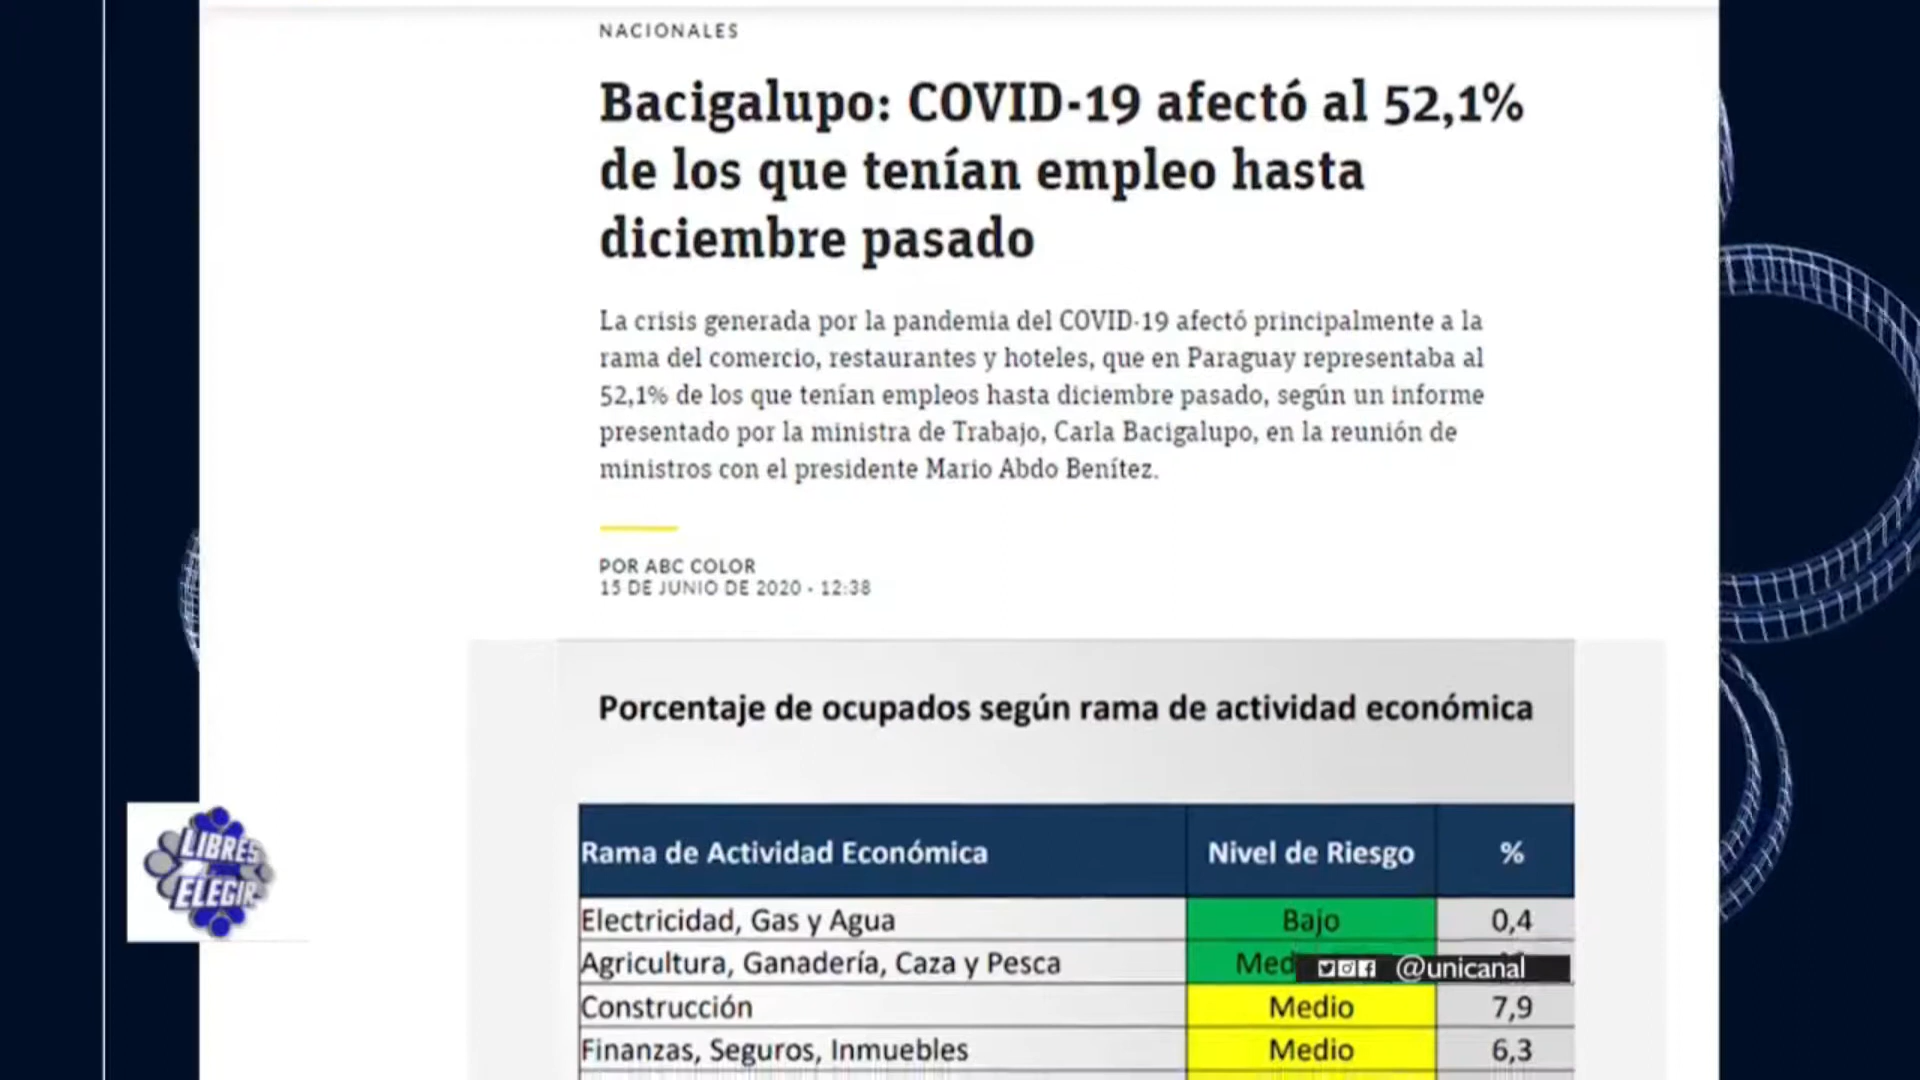 NACIONALES
Bacigalupo: COVID-19 afectó al 52,1%
de los que tenían empleo hasta
diciembre pasado
La crisis generada por la pandemia del COVID-19 afectó principalmente a la
rama del comercio, restaurantes y hoteles, que en Paraguay representaba al
52,1% de los que tenían empleos hasta diciembre pasado, según un informe
presentado por la ministra de Trabajo, Carla Bacigalupo, en la reunión de
ministros con el presidente Mario Abdo Benítez.
POR ABC COLOR
15 DE JUNIO DE 2020 - 12:38
Porcentaje de ocupados según rama de actividad económica
Rama de Actividad Económica Nivel de Riesgo %
Electricidad, Gas y Agua Bajo 0,4
Agricultura, Ganadería, Caza y Pesca
@unicanal
Construcción Medio 7,9
Finanzas, Seguros, Inmuebles Medio 6,3
LIBRES
ELEGIR